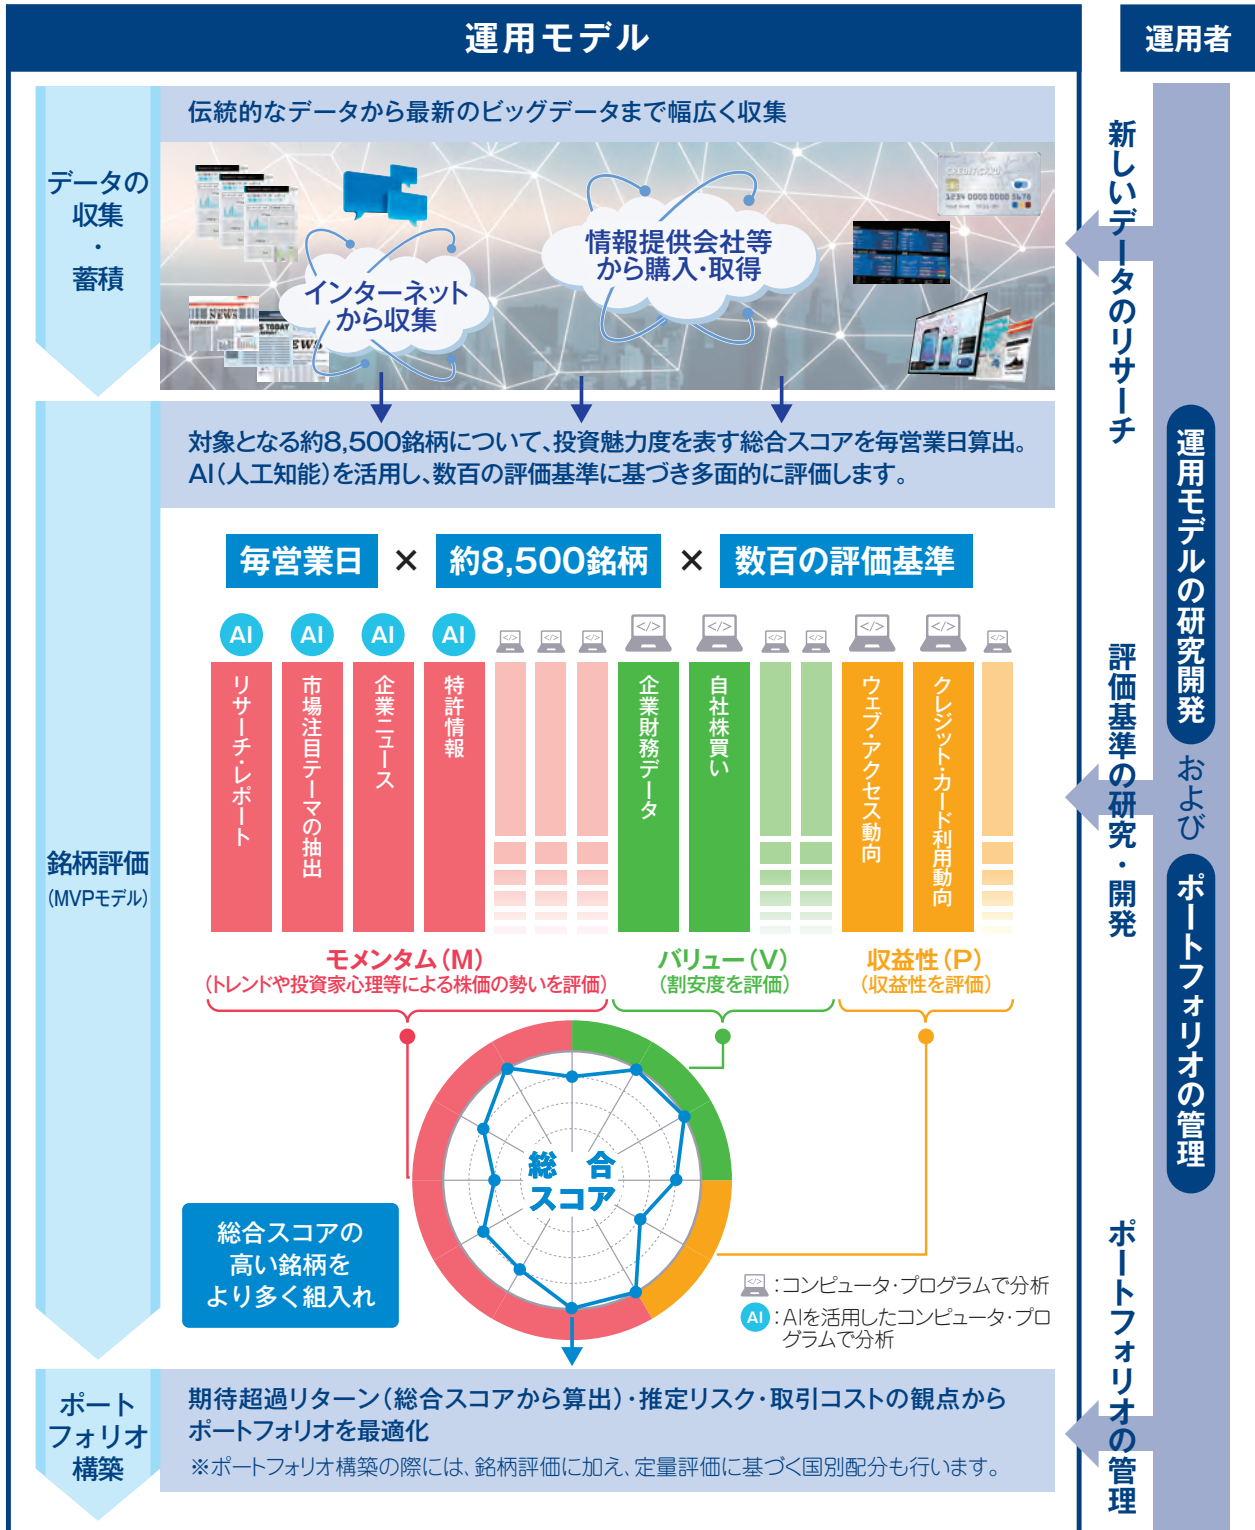 運用モデル
運用者
データの
収集
・
蓄積
伝統的なデータから最新のビッグデータまで幅広く収集
インターネット
から収集
情報提供会社等
から購入・取得
NEWS
S TODAY
EWS
CREDIT CARD
1234 0000 0000 5678
対象となる約8,500銘柄について、投資魅力度を表す総合スコアを毎営業日算出。
AI（人工知能）を活用し、数百の評価基準に基づき多面的に評価します。
銘柄評価
（MVPモデル）
毎営業日 × 約8,500銘柄 × 数百の評価基準
AI
AI
AI
AI
</>
</>
</>
</>
</>
</>
</>
</>
</>
</>
リサーチ・レポート
市場注目テーマの抽出
企業ニュース
特許情報
企業財務データ
自社株買い
ウェブ・アクセス動向
クレジット・カード利用動向
モメンタム（M）
（トレンドや投資家心理等による株価の勢いを評価）
バリュー（V）
（割安度を評価）
収益性（P）
（収益性を評価）
総合
スコア
総合スコアの
高い銘柄を
より多く組入れ
</>：コンピュータ・プログラムで分析
AI：AIを活用したコンピュータ・プロ
グラムで分析
ポート
フォリオ
構築
期待超過リターン（総合スコアから算出）・推定リスク・取引コストの観点から
ポートフォリオを最適化
※ポートフォリオ構築の際には、銘柄評価に加え、定量評価に基づく国別配分も行います。
新しいデータのリサーチ
評価基準の研究・開発
ポートフォリオの管理
運用モデルの研究開発
および
ポートフォリオの管理